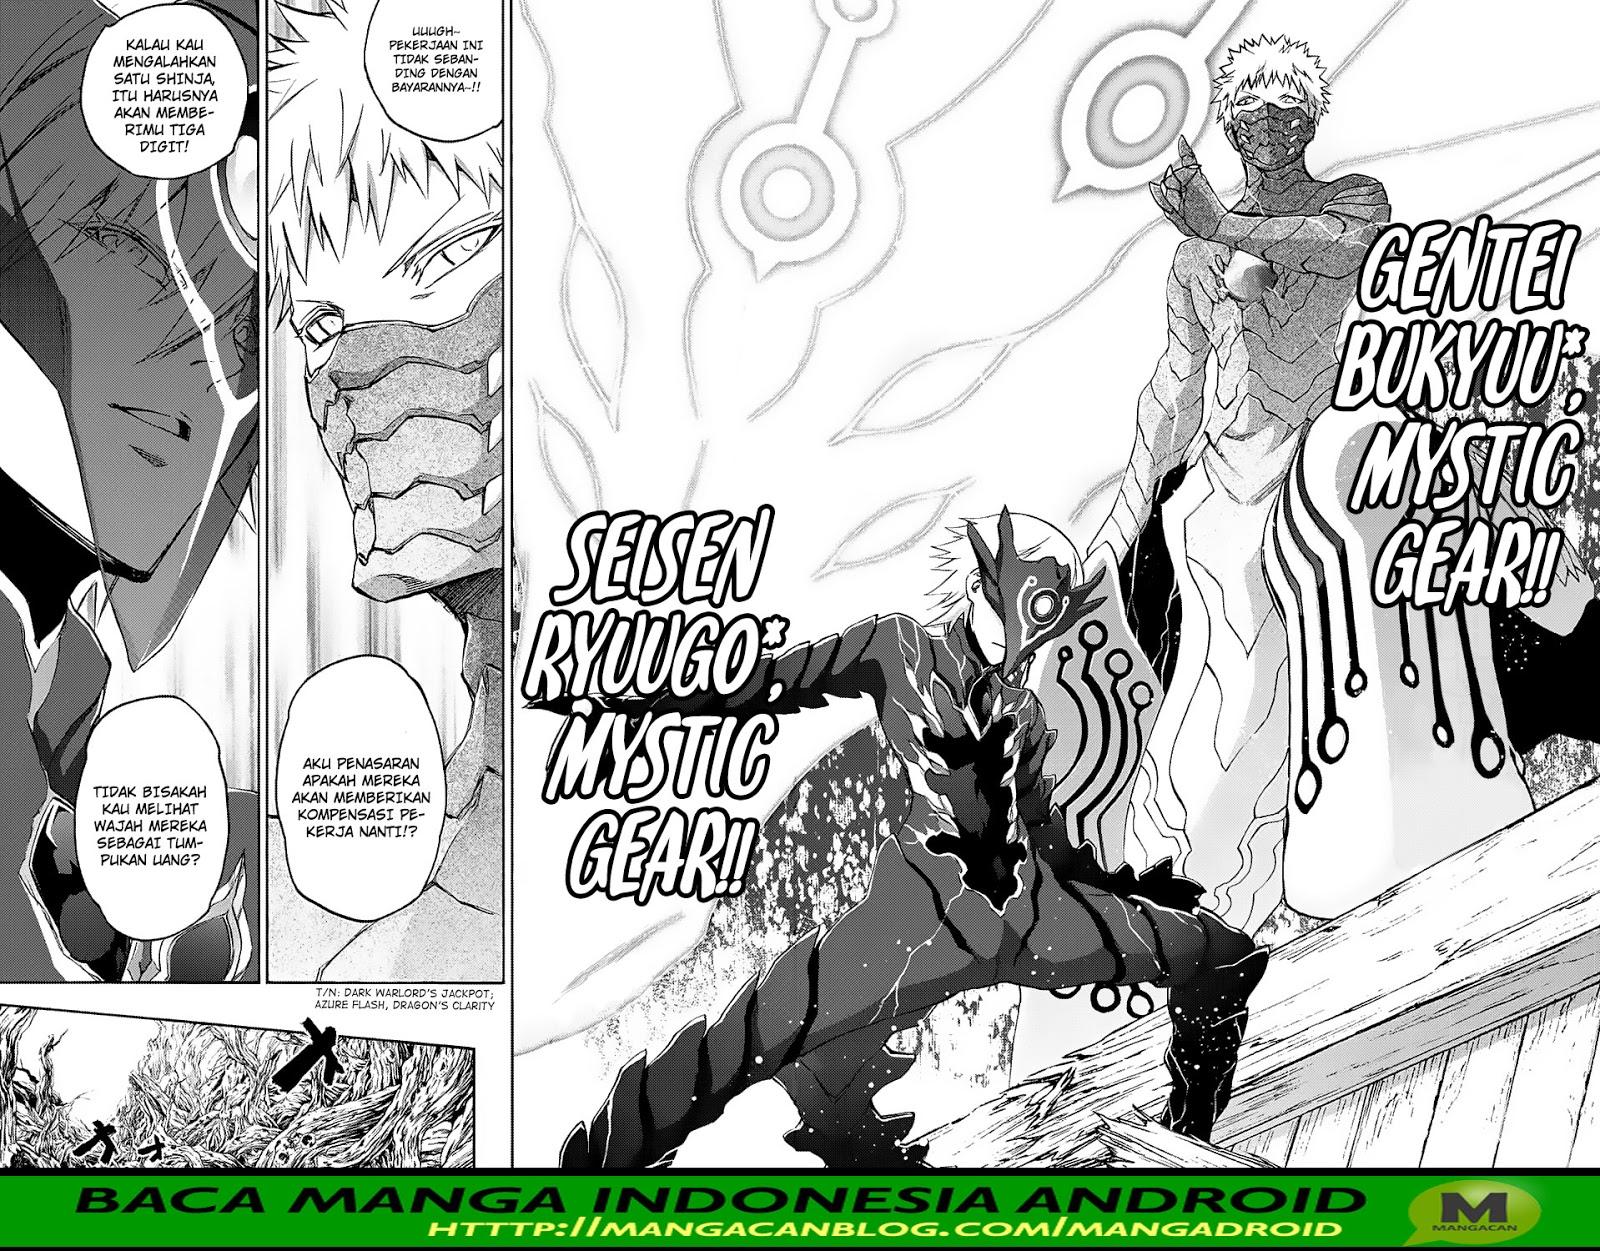 GENTEI
BUKYUU*,
MYSTIC
GEAR!!
SEISEN
RYUUGO*,
MYSTIC
GEAR!!
UUUGH~
PEKERJAAN INI
TIDAK SEBAN-
DING DENGAN
BAYARANNYA~!!
AKU PENASARAN
APAKAH MEREKA
AKAN MEMBERIKAN
KOMPENSASI PE-
KERJA NANTI!?
KALAU KAU
MENGALAHKAN
SATU SHINJA,
ITU HARUSNYA
AKAN MEMBE-
RIMU TIGA
DIGIT!
TIDAK BISAKAH
KAU MELIHAT
WAJAH MEREKA
SEBAGAI TUM-
PUKAN UANG?
T/N: DARK WARLORD'S JACKPOT;
AZURE FLASH, DRAGON'S CLARITY
BACA MANGA INDONESIA ANDROID
HTTTP://MANGACANBLOG.COM/MANGADROID
M
MANGACAN